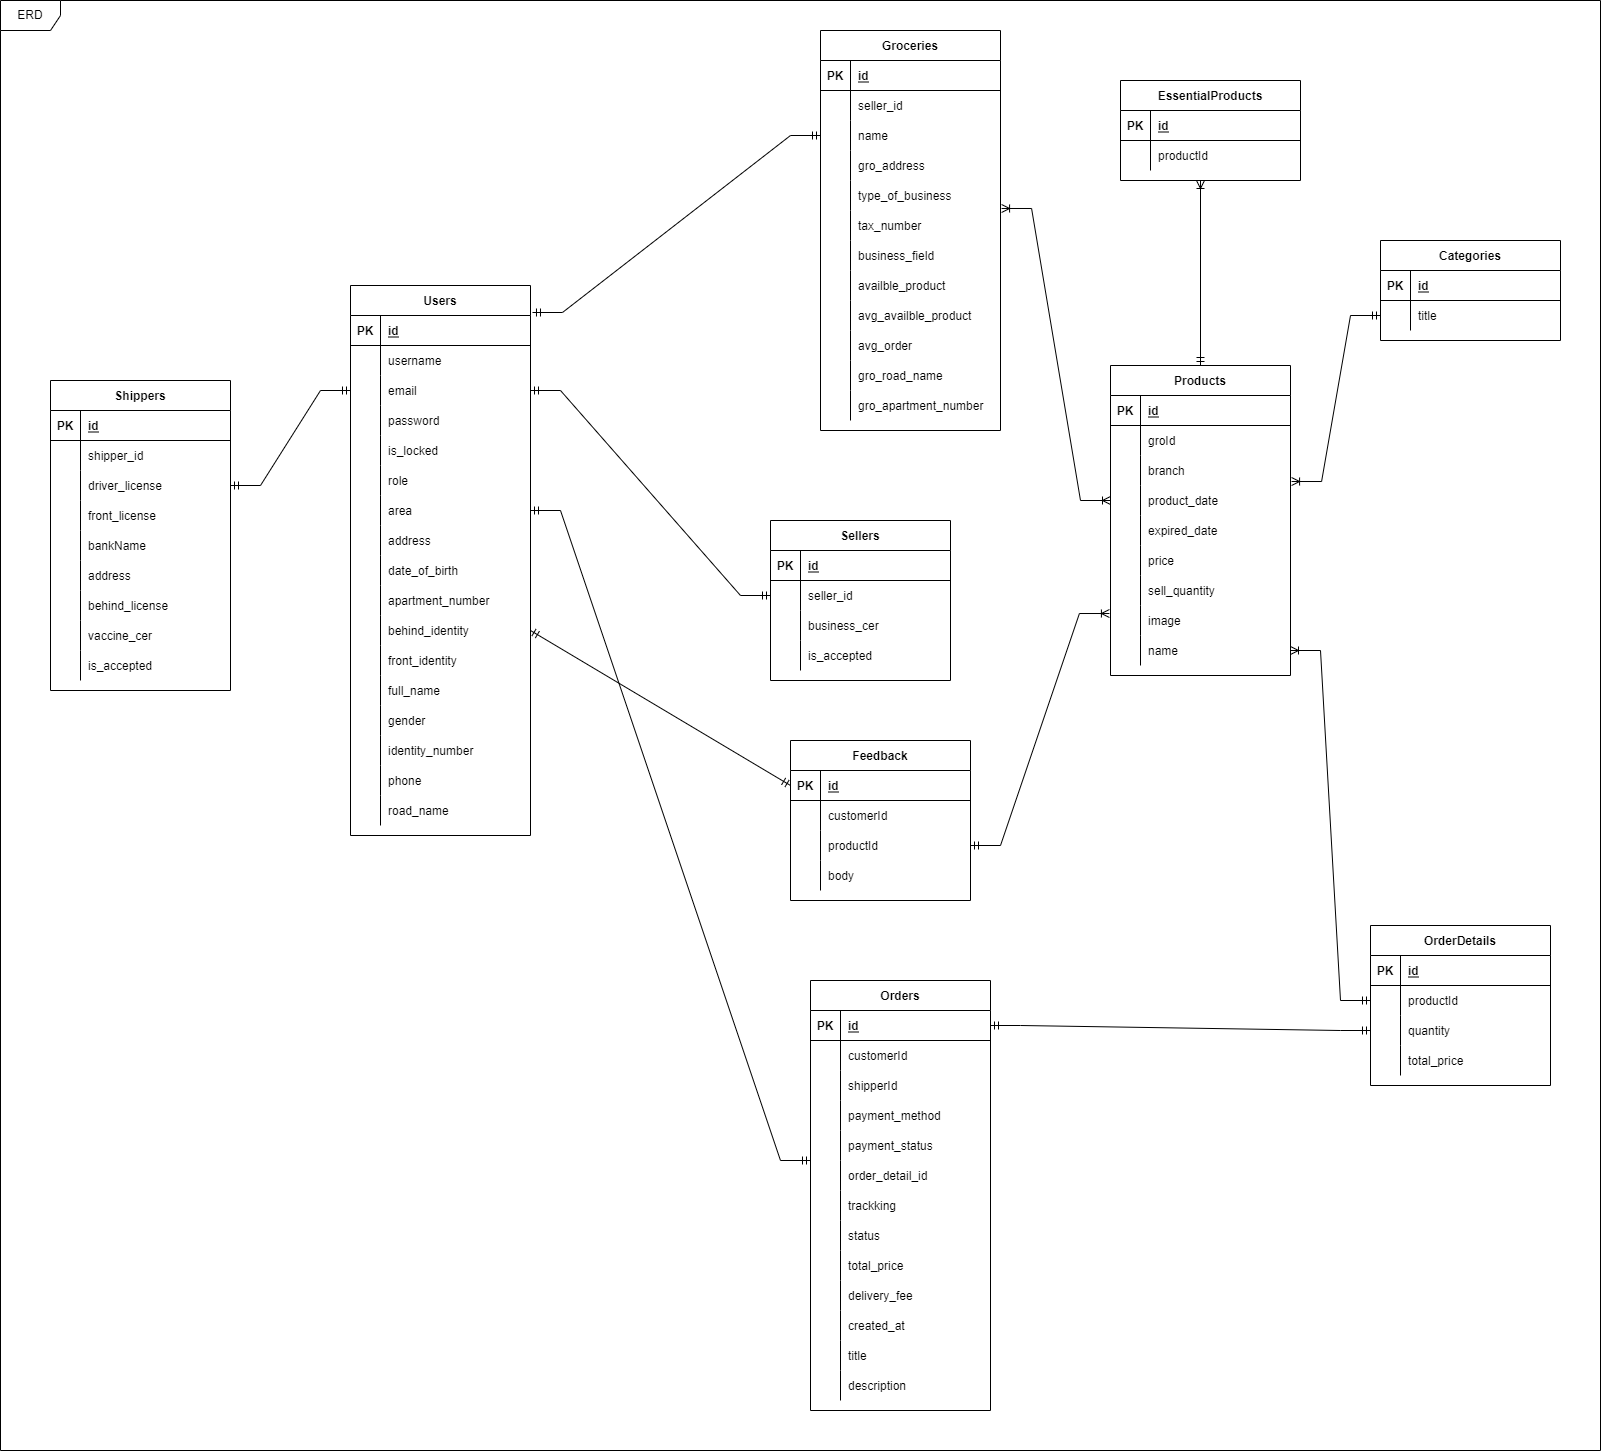 ERD
Groceries
PK id
seller_id
name
gro_address
type_of_business
tax_number
business_field
availble_product
avg_availble_product
avg_order
gro_road_name
gro_apartment_number
EssentialProducts
PK id
productId
Categories
PK id
title
Users
PK id
username
email
password
is_locked
role
area
address
date_of_birth
apartment_number
behind_identity
front_identity
full_name
gender
identity_number
phone
road_name
Shippers
PK id
shipper_id
driver_license
front_license
bankName
address
behind_license
vaccine_cer
is_accepted
Products
PK id
groId
branch
product_date
expired_date
price
sell_quantity
image
name
Sellers
PK id
seller_id
business_cer
is_accepted
Feedback
PK id
customerId
productId
body
OrderDetails
PK id
productId
quantity
total_price
Orders
PK id
customerId
shipperId
payment_method
payment_status
order_detail_id
trackking
status
total_price
delivery_fee
created_at
title
description